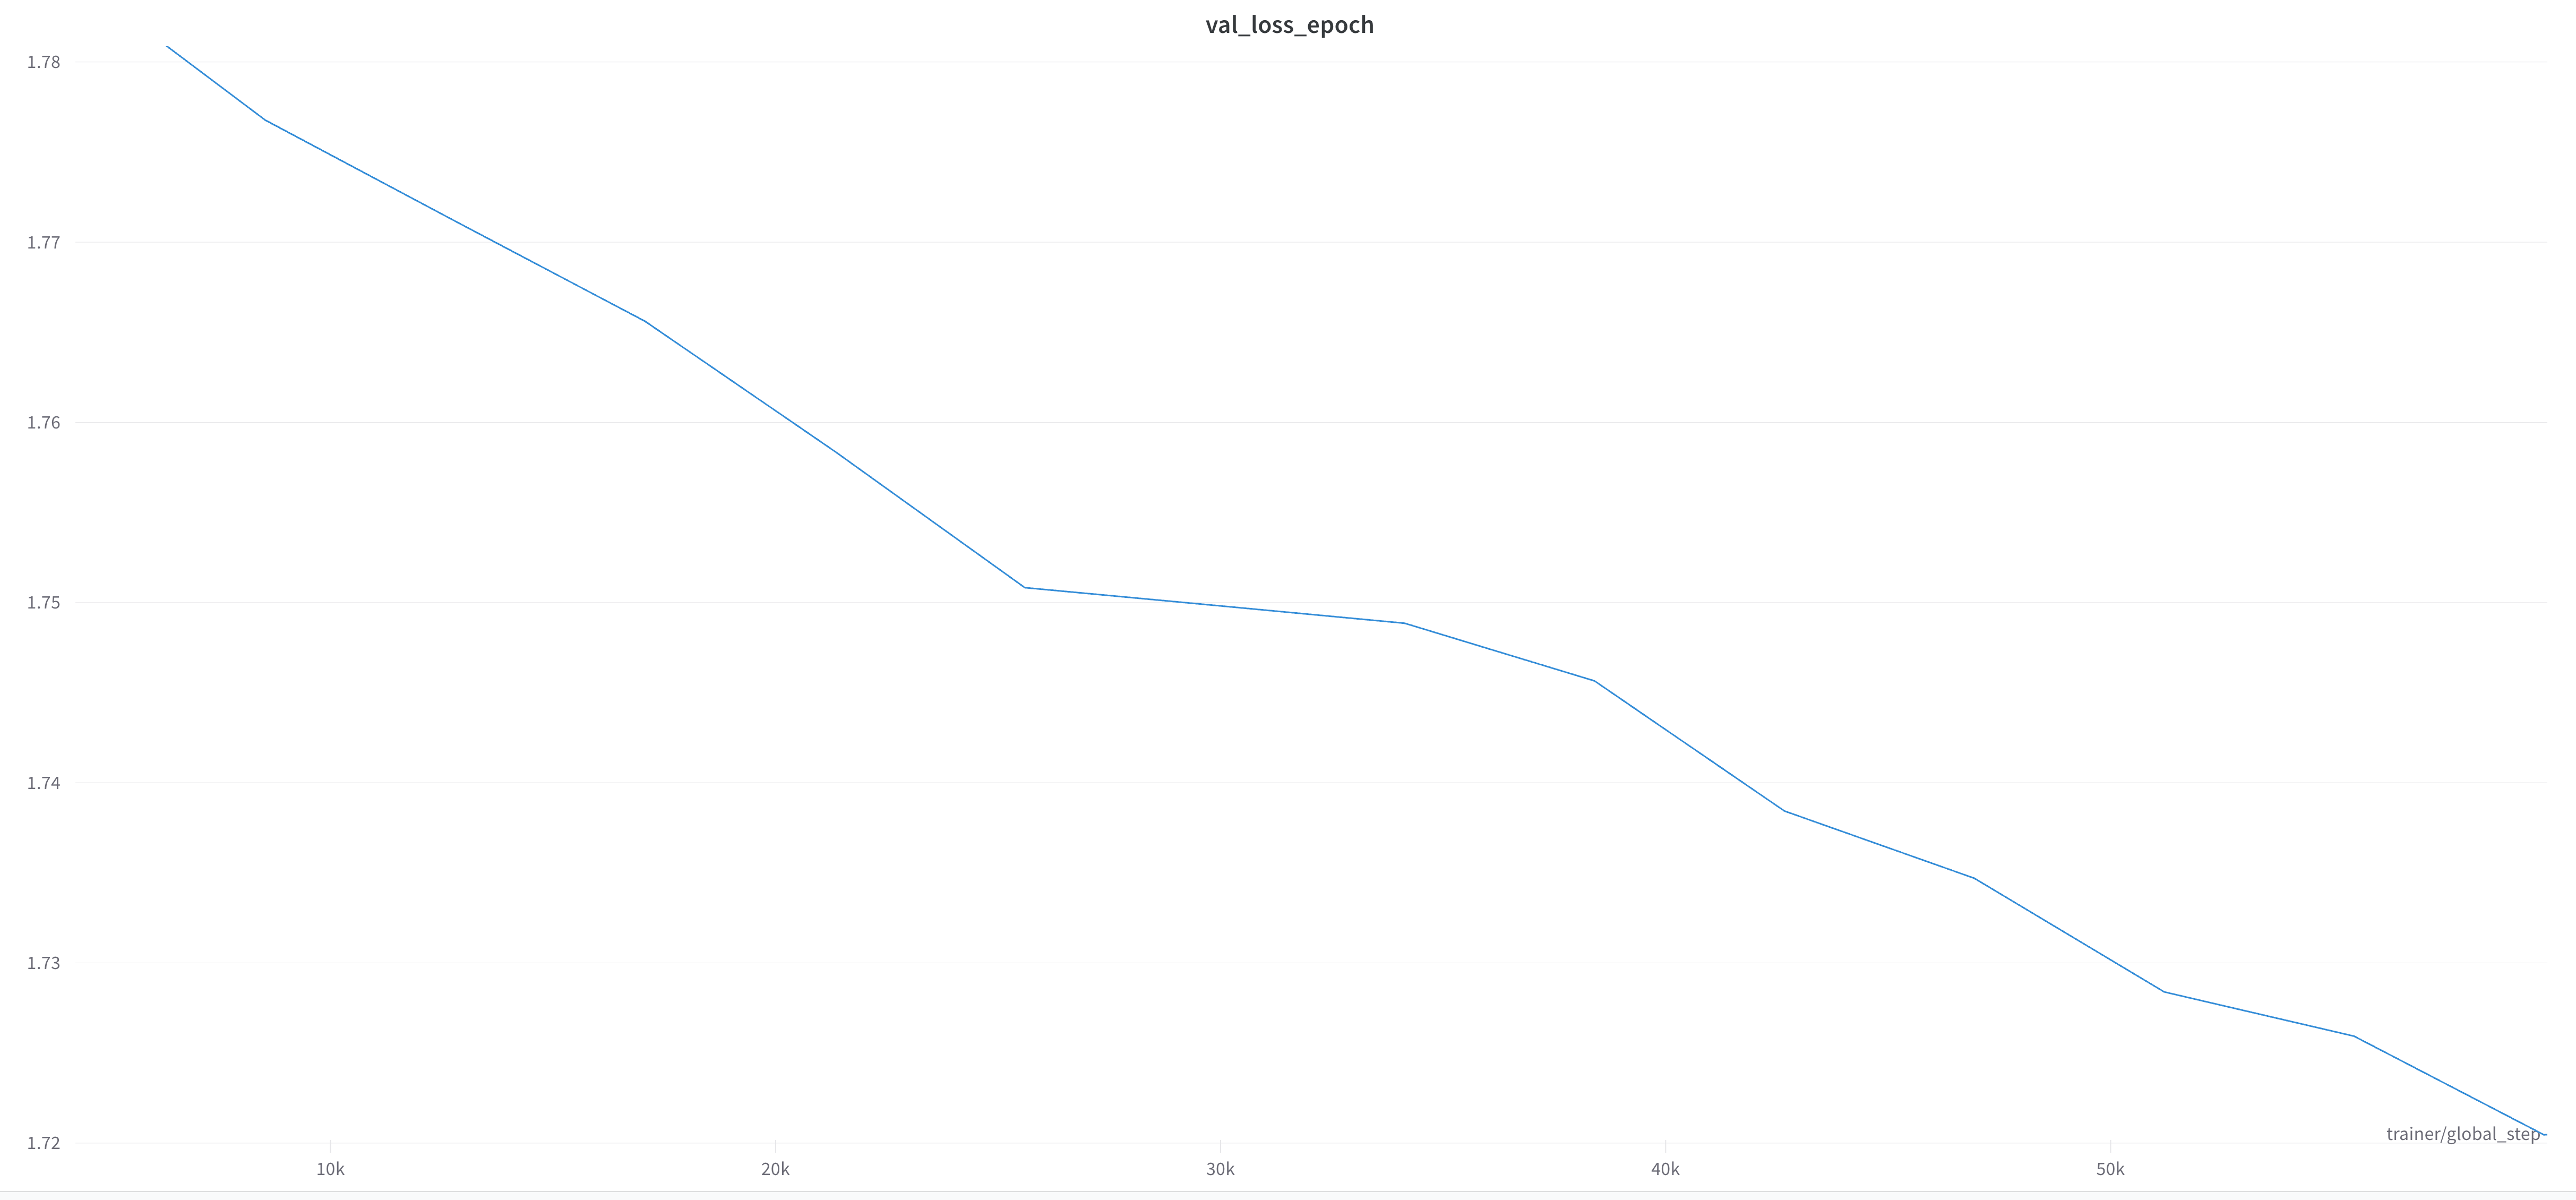 val_loss_epoch
1.78
1.77
1.76
1.75
1.74
1.73
1.72
trainer/global_step
10k
20k
30k
40k
50k